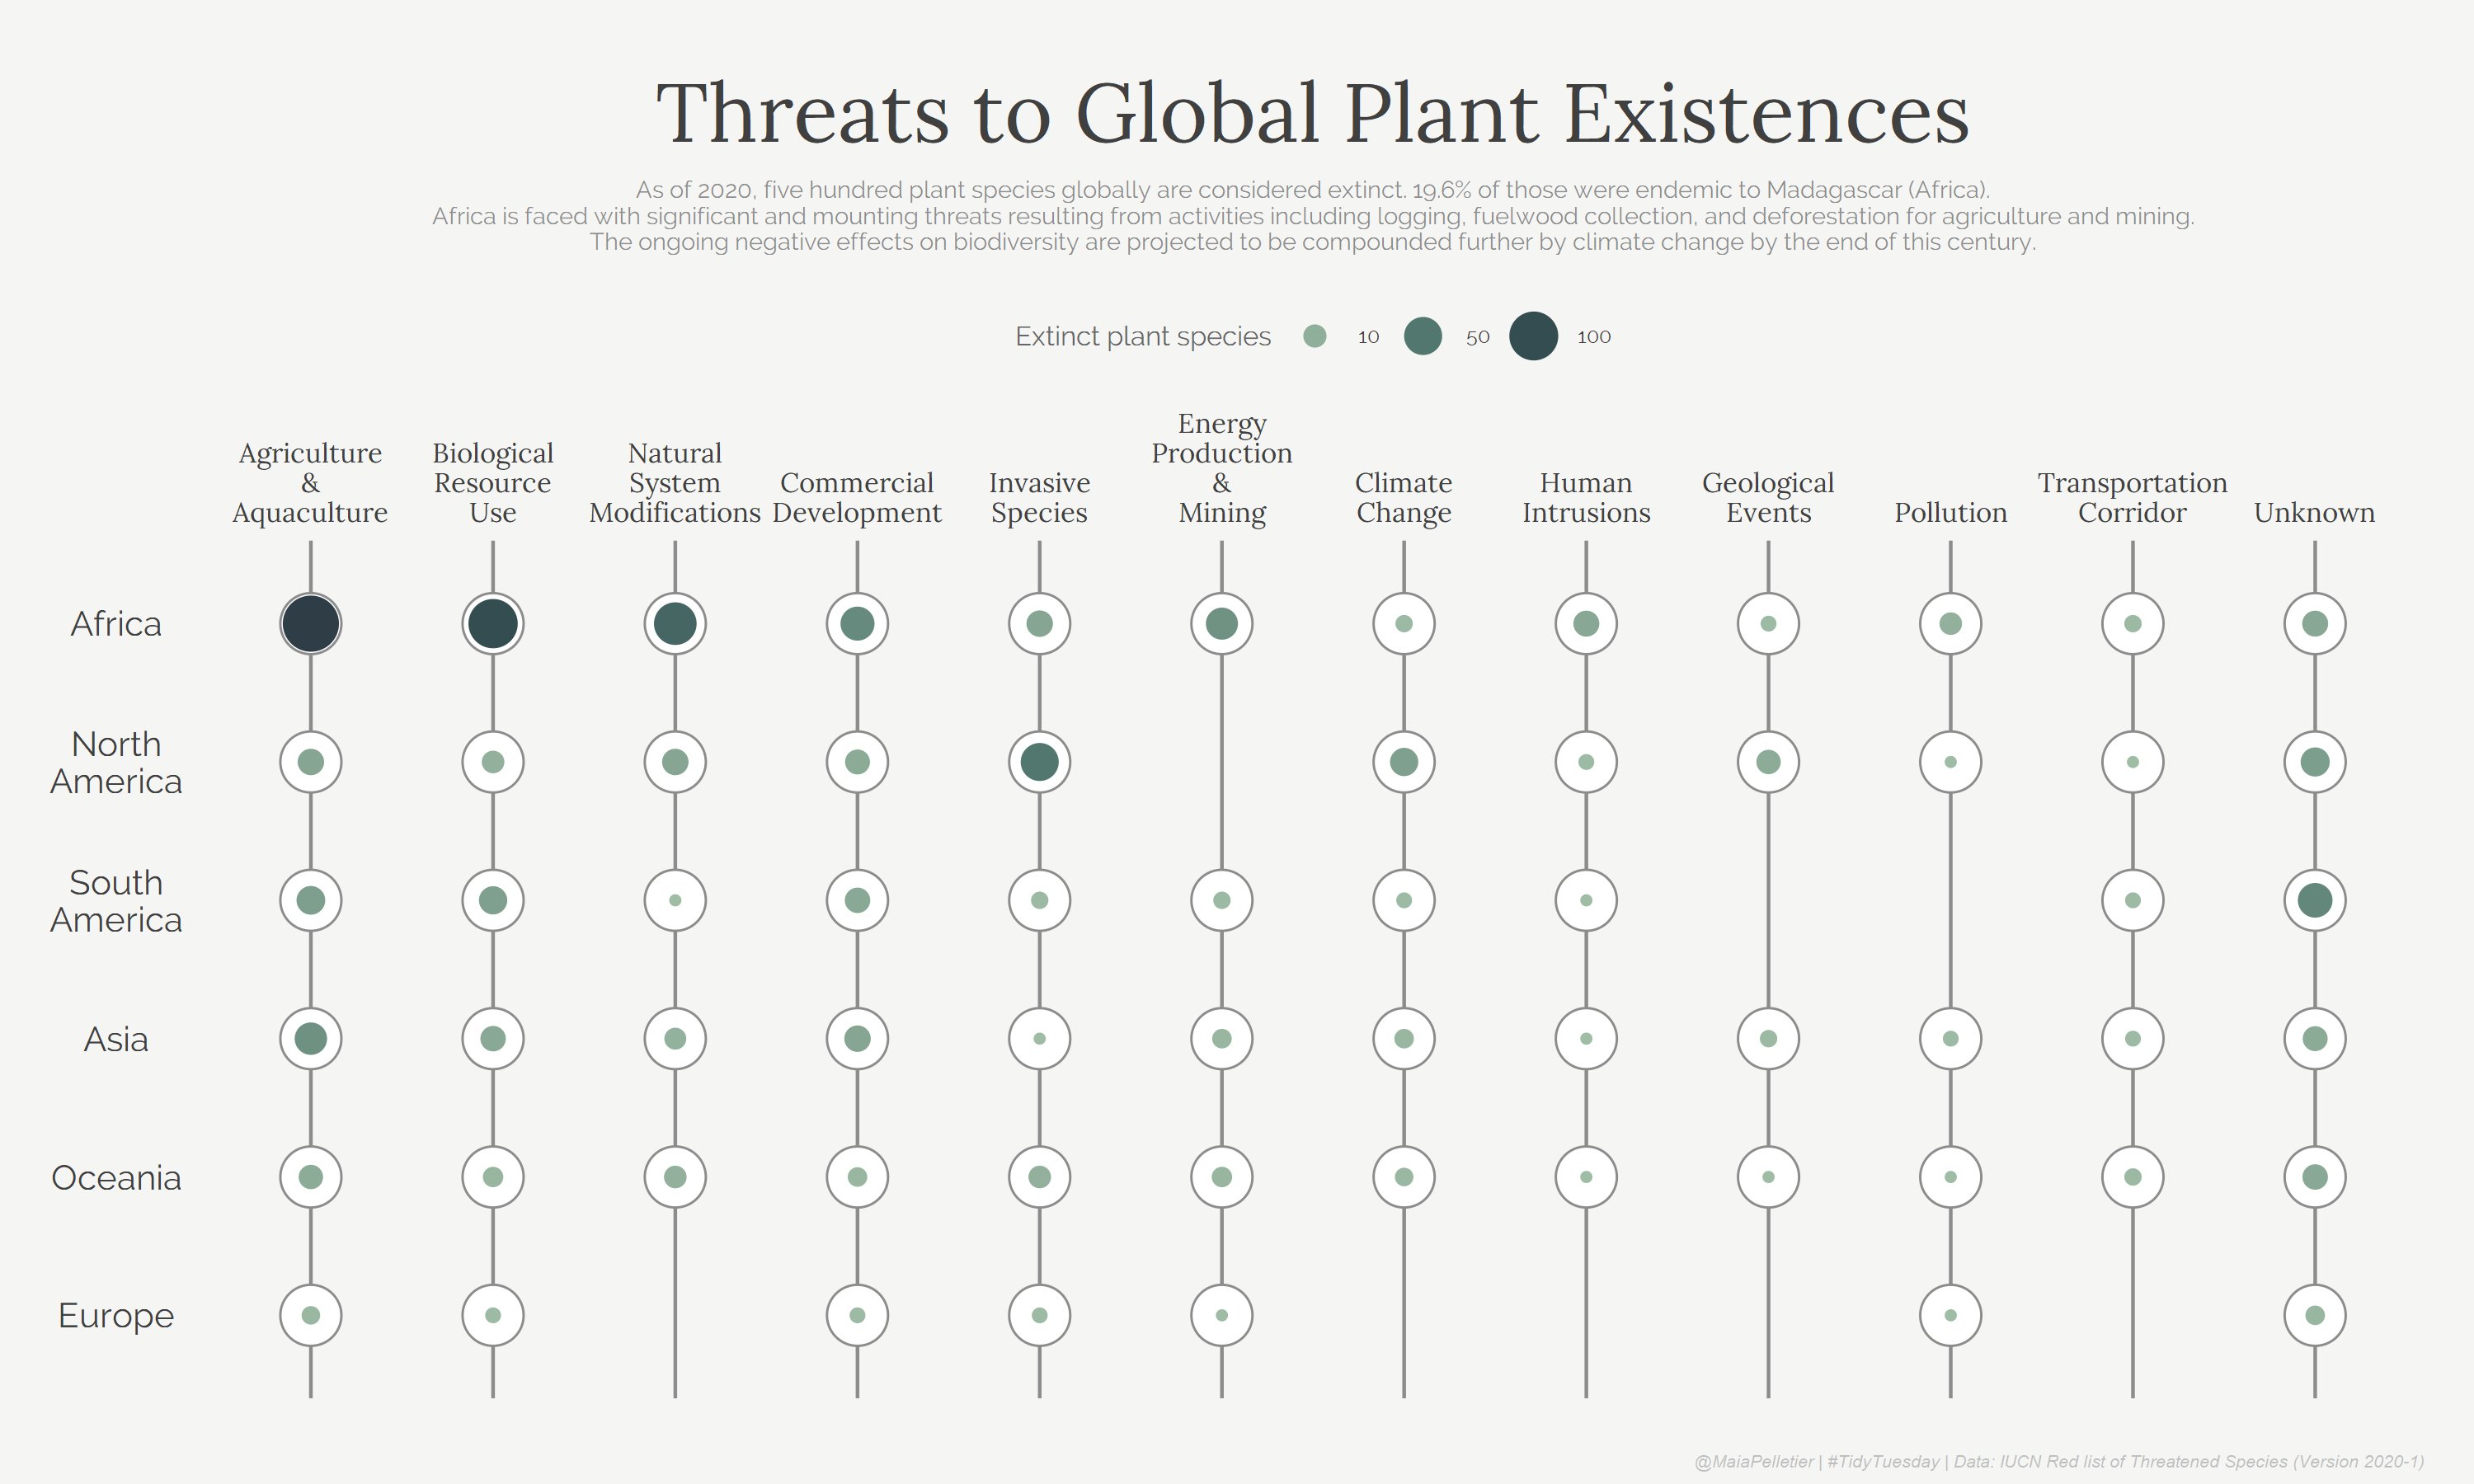 Threats to Global Plant Existences
As of 2020, five hundred plant species globally are considered extinct. 19.6% of those were endemic to Madagascar (Africa).
Africa is faced with significant and mounting threats resulting from activities including logging, fuelwood collection, and deforestation for agriculture and mining.
The ongoing negative effects on biodiversity are projected to be compounded further by climate change by the end of this century.
Extinct plant species 10 50 100
Agriculture
&
Aquaculture
Biological
Resource
Use
Natural
System
Modifications
Commercial
Development
Invasive
Species
Energy
Production
&
Mining
Climate
Change
Human
Intrusions
Geological
Events
Pollution
Transportation
Corridor
Unknown
Africa
North
America
South
America
Asia
Oceania
Europe
@MaiaPelletier | #TidyTuesday | Data: IUCN Red list of Threatened Species (Version 2020-1)